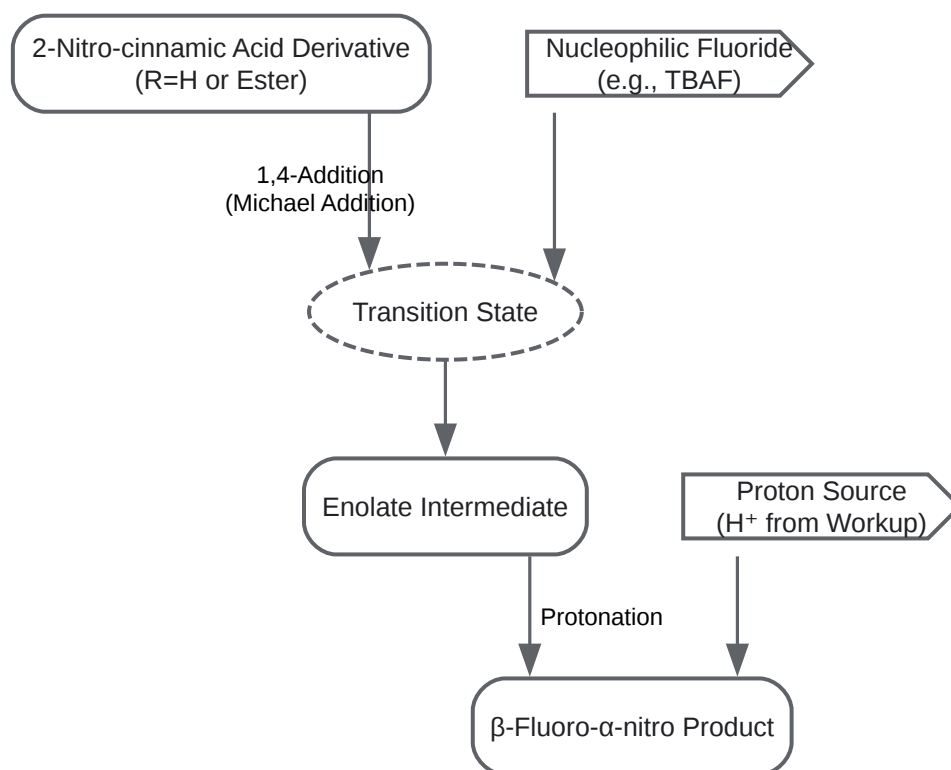 2-Nitro-cinnamic Acid Derivative
(R=H or Ester)
Nucleophilic Fluoride
(e.g., TBAF)
1,4-Addition
(Michael Addition)
Transition State
Enolate Intermediate
Proton Source
(H⁺ from Workup)
Protonation
β-Fluoro-α-nitro Product